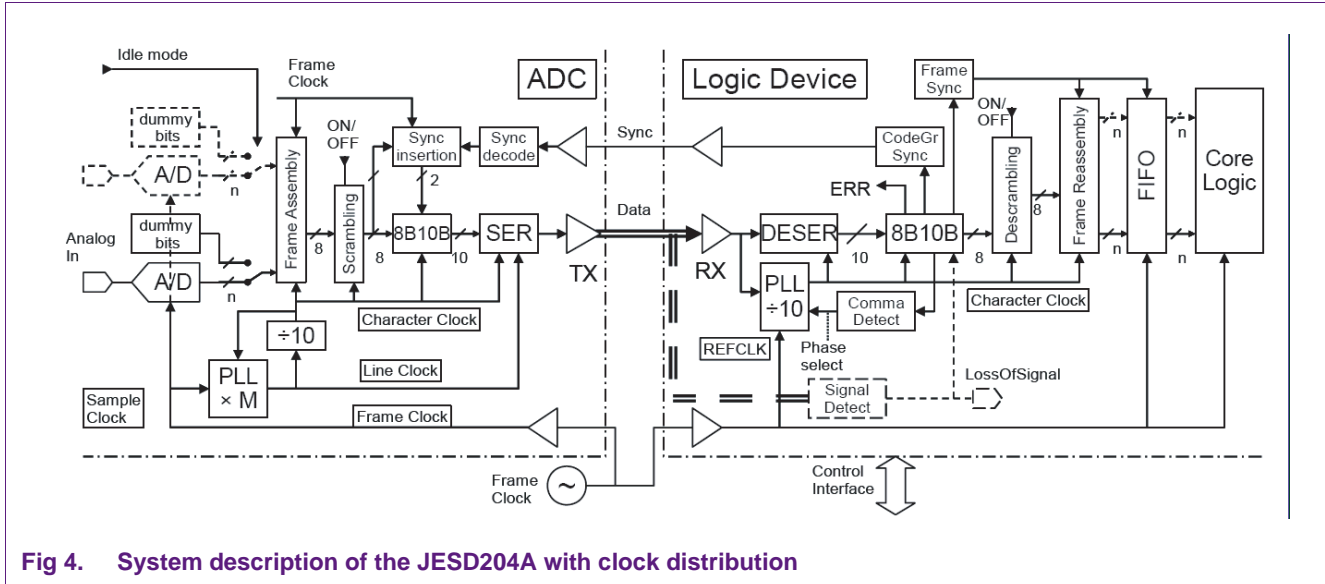 Idle mode
Frame
Clock
ADC
Logic Device
Frame
Sync
dummy
bits
ON/
OFF
Sync
insertion
Sync
decode
Sync
CodeGr
Sync
ON/
OFF
n
n
A/D
n
Frame Assembly
Scrambling
2
ERR
Descrambling
Frame Reassembly
FIFO
Core
Logic
Analog
In
dummy
bits
8
8
8B10B
10
SER
Data
DESER
10
8B10B
8
8
A/D
n
TX
RX
n
n
PLL
÷10
Comma
Detect
Character Clock
Character Clock
÷10
REFCLK
Phase
select
PLL
× M
Line Clock
LossOfSignal
Sample
Clock
Signal
Detect
Frame Clock
Frame
Clock
~
Control
Interface
Fig 4. System description of the JESD204A with clock distribution